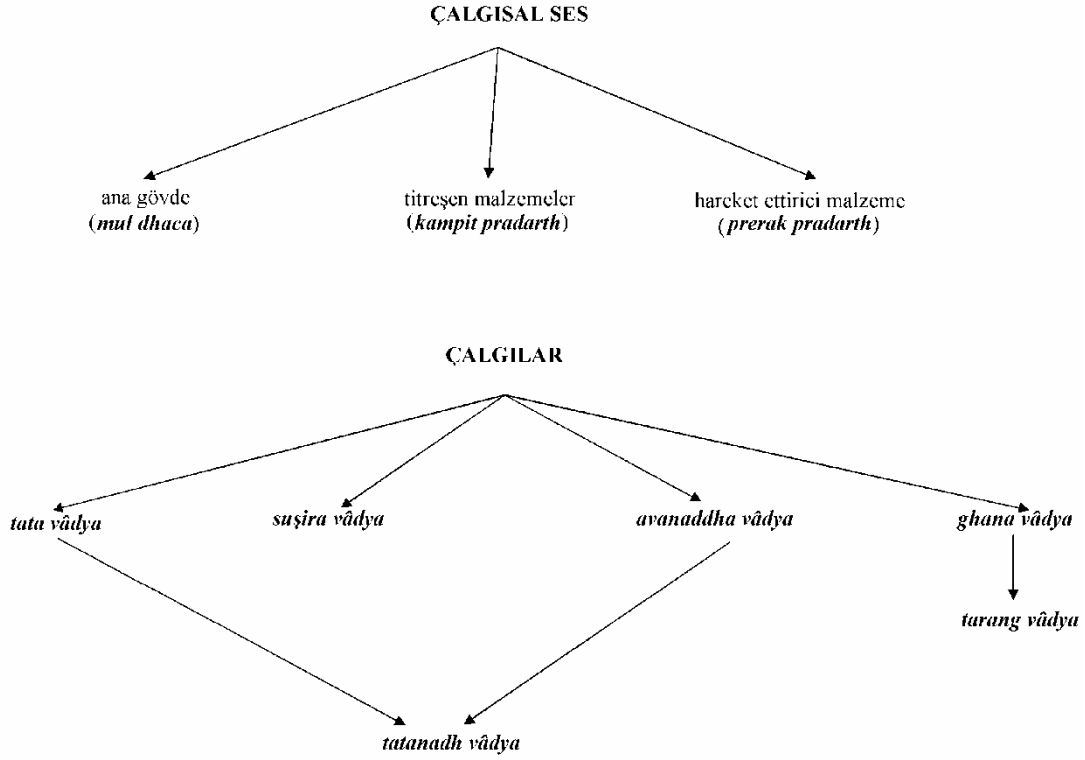 ÇALGISAL SES
ana gövde
(mul dhaca)
titreşen malzemeler
(kampit pradarth)
hareket ettirici malzeme
(prerak pradarth)
ÇALGILAR
tata vâdya
suşira vâdya
avanaddha vâdya
ghana vâdya
tarang vâdya
tatanadh vâdya